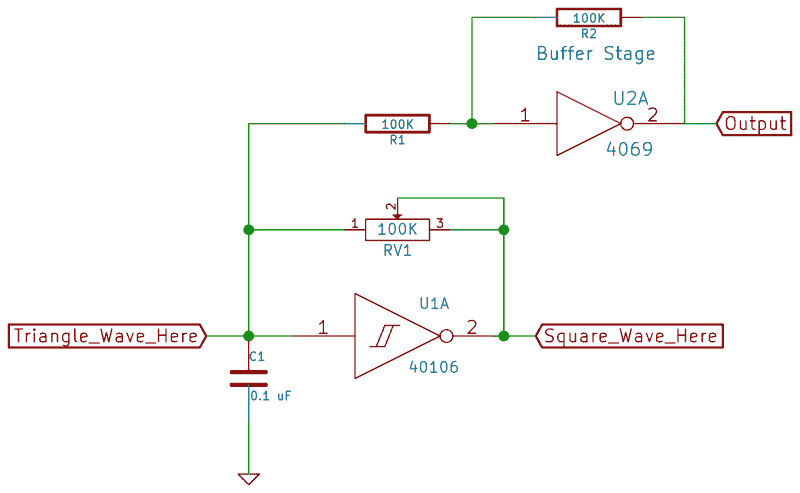 100K
R2
Buffer Stage
U2A
1
2
100K
R1
4069
Output
2
1
100K
3
RV1
U1A
Triangle_Wave_Here
1
2
Square_Wave_Here
C1
40106
0.1 uF